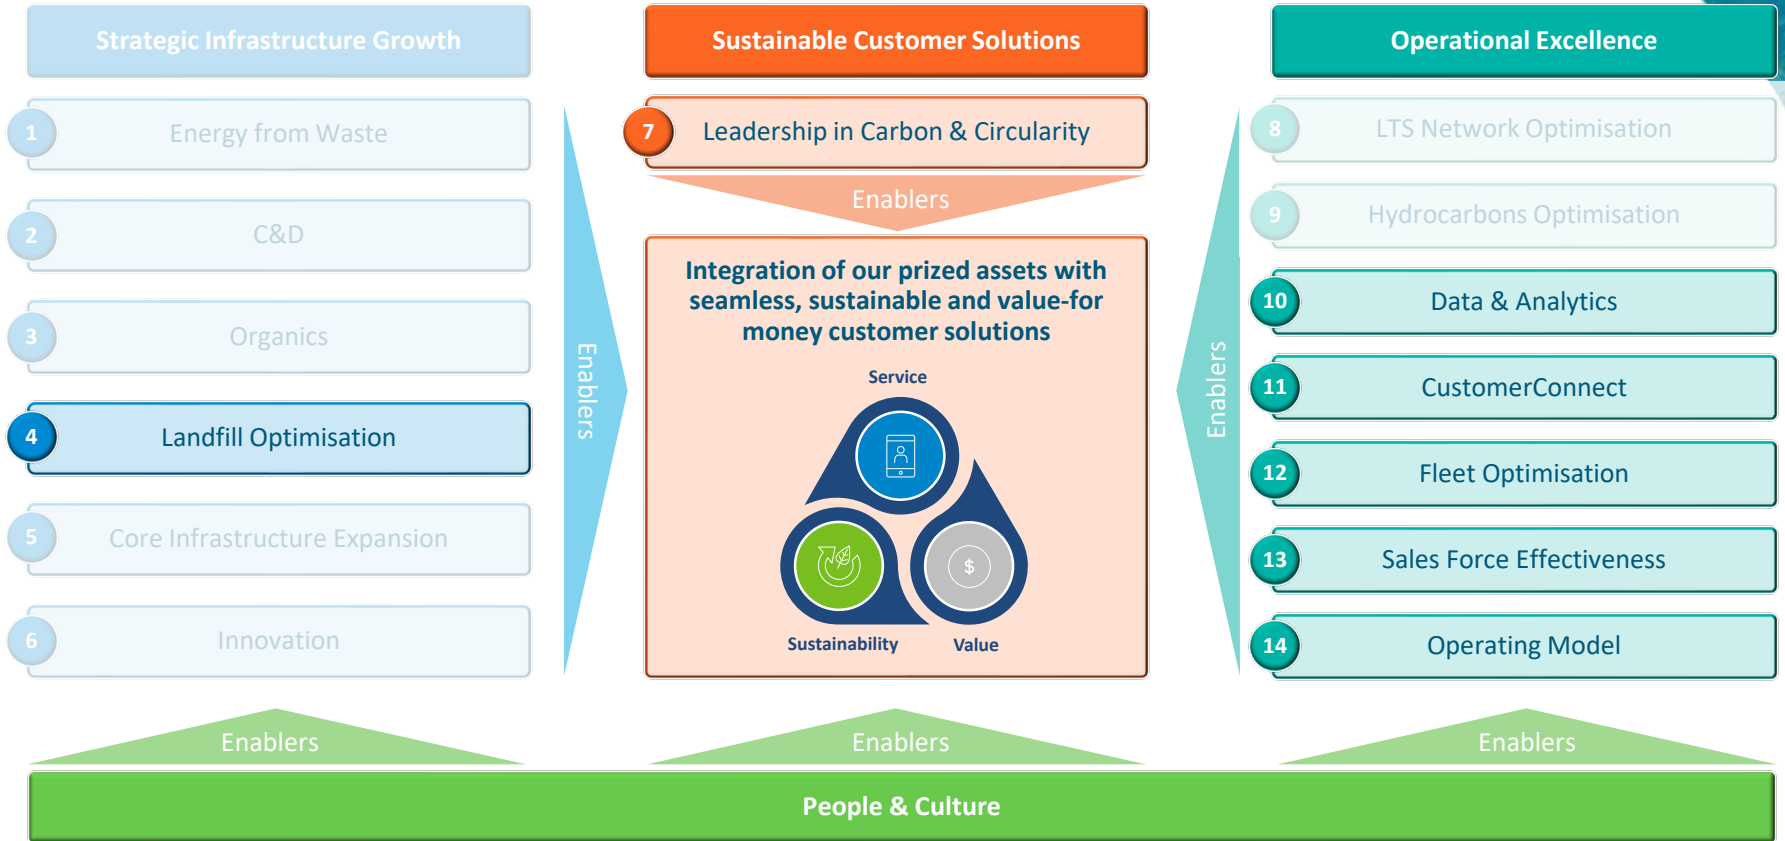 Strategic Infrastructure Growth
1
Energy from Waste
2
C&D
3
Organics
4
Landfill Optimisation
5
Core Infrastructure Expansion
6
Innovation
Enablers
Sustainable Customer Solutions
7
Leadership in Carbon & Circularity
Enablers
Integration of our prized assets with
seamless, sustainable and value-for
money customer solutions
Service
$
Sustainability
Value
Enablers
Operational Excellence
8
LTS Network Optimisation
9
Hydrocarbons Optimisation
10
Data & Analytics
11
CustomerConnect
12
Fleet Optimisation
13
Sales Force Effectiveness
14
Operating Model
Enablers
Enablers
Enablers
People & Culture